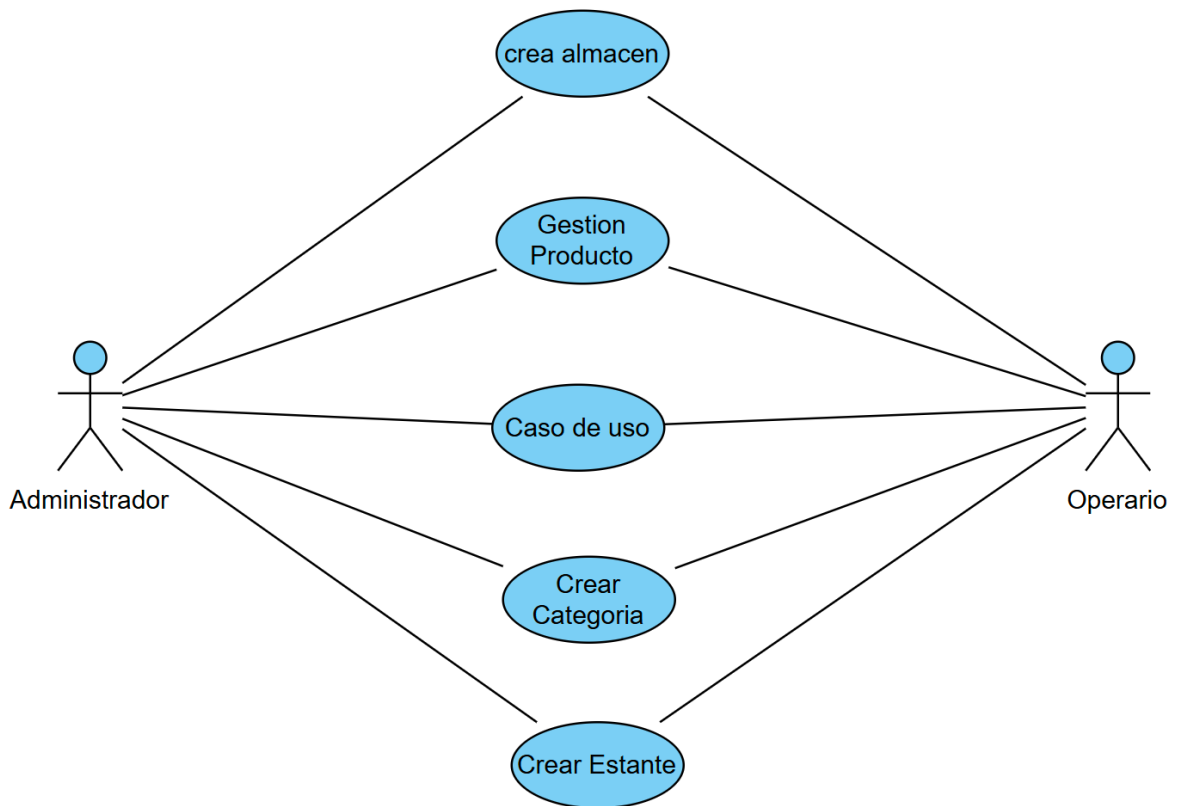 crea almacen
Gestion
Producto
Caso de uso
Administrador
Operario
Crear
Categoria
Crear Estante